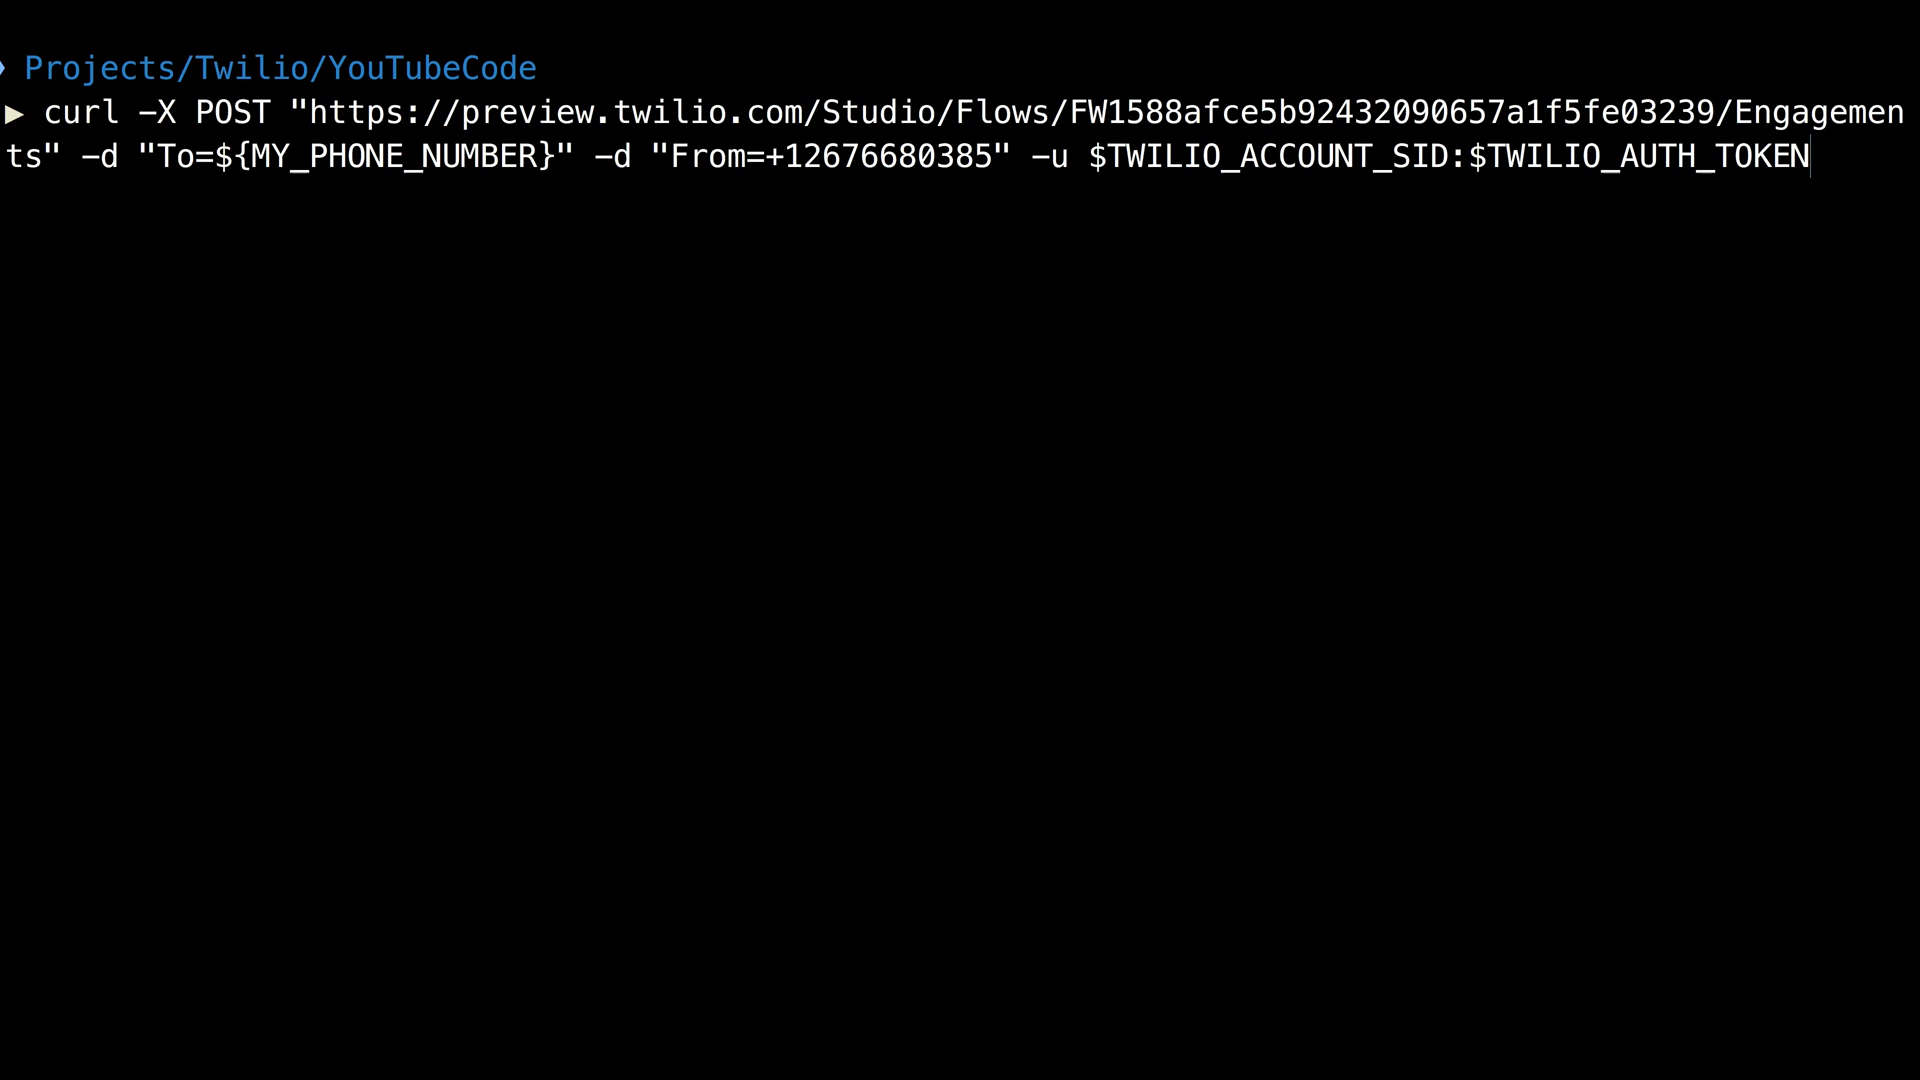 Projects/Twilio/YouTubeCode
▶ curl -X POST "https://preview.twilio.com/Studio/Flows/FW1588afce5b92432090657a1f5fe03239/Engagemen
ts" -d "To=${MY_PHONE_NUMBER}" -d "From=+12676680385" -u $TWILIO_ACCOUNT_SID:$TWILIO_AUTH_TOKEN